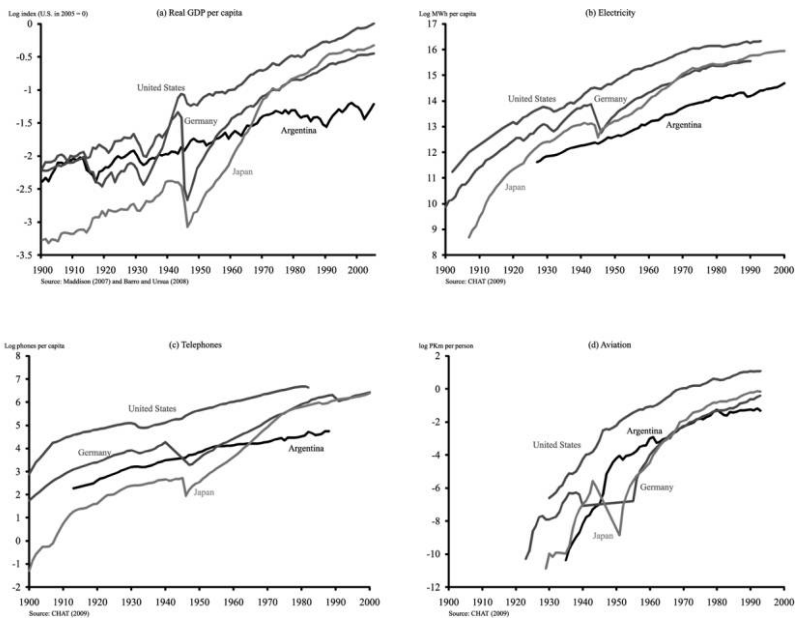 Log index (U.S. in 2005 = 0)
(a) Real GDP per capita
0
-0.5
-1
-1.5
-2
-2.5
-3
-3.5
United States
Germany
Argentina
Japan
1900 1910 1920 1930 1940 1950 1960 1970 1980 1990 2000
Source: Maddison (2007) and Barro and Ursua (2008)
Log MWh per capita
(b) Electricity
17
16
15
14
13
12
11
10
9
8
United States
Germany
Argentina
Japan
1900 1910 1920 1930 1940 1950 1960 1970 1980 1990 2000
Source: CHAT (2009)
Log phones per capita
(c) Telephones
8
7
6
5
4
3
2
1
0
-1
-2
United States
Germany
Argentina
Japan
1900 1910 1920 1930 1940 1950 1960 1970 1980 1990 2000
Source: CHAT (2009)
log PKm per person
(d) Aviation
2
0
-2
-4
-6
-8
-10
-12
United States
Argentina
Germany
Japan
1900 1910 1920 1930 1940 1950 1960 1970 1980 1990 2000
Source: CHAT (2009)